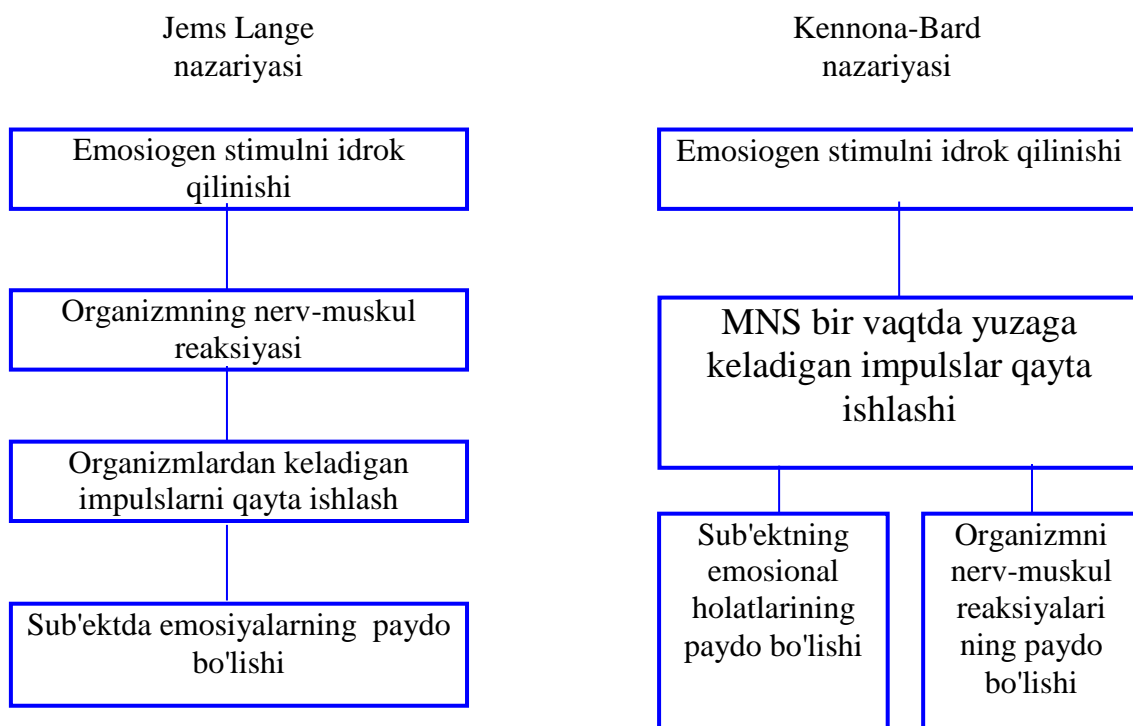 Jems Lange
nazariyasi
Emosiogen stimulni idrok
qilinishi
Organizmning nerv-muskul
reaksiyasi
Organizmlardan keladigan
impulslarni qayta ishlash
Sub'ektda emosiyalarning paydo
bo'lishi
Kennona-Bard
nazariyasi
Emosiogen stimulni idrok qilinishi
MNS bir vaqtda yuzaga
keladigan impulslar qayta
ishlashi
Sub'ektning
emosional
holatlarining
paydo bo'lishi
Organizmni
nerv-muskul
reaksiyalari
ning paydo
bo'lishi